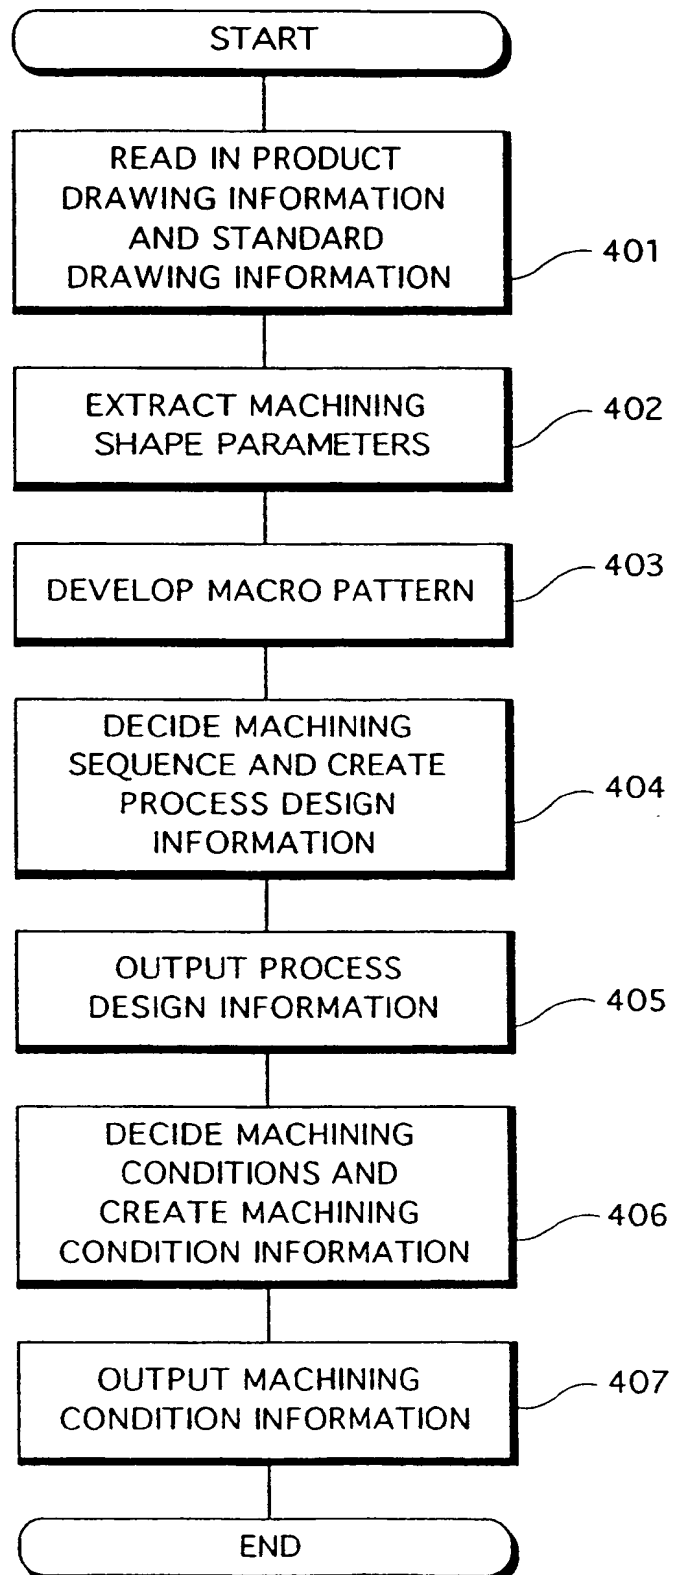 START
READ IN PRODUCT
DRAWING INFORMATION
AND STANDARD
DRAWING INFORMATION
401
EXTRACT MACHINING
SHAPE PARAMETERS
402
DEVELOP MACRO PATTERN
403
DECIDE MACHINING
SEQUENCE AND CREATE
PROCESS DESIGN
INFORMATION
404
OUTPUT PROCESS
DESIGN INFORMATION
405
DECIDE MACHINING
CONDITIONS AND
CREATE MACHINING
CONDITION INFORMATION
406
OUTPUT MACHINING
CONDITION INFORMATION
407
END